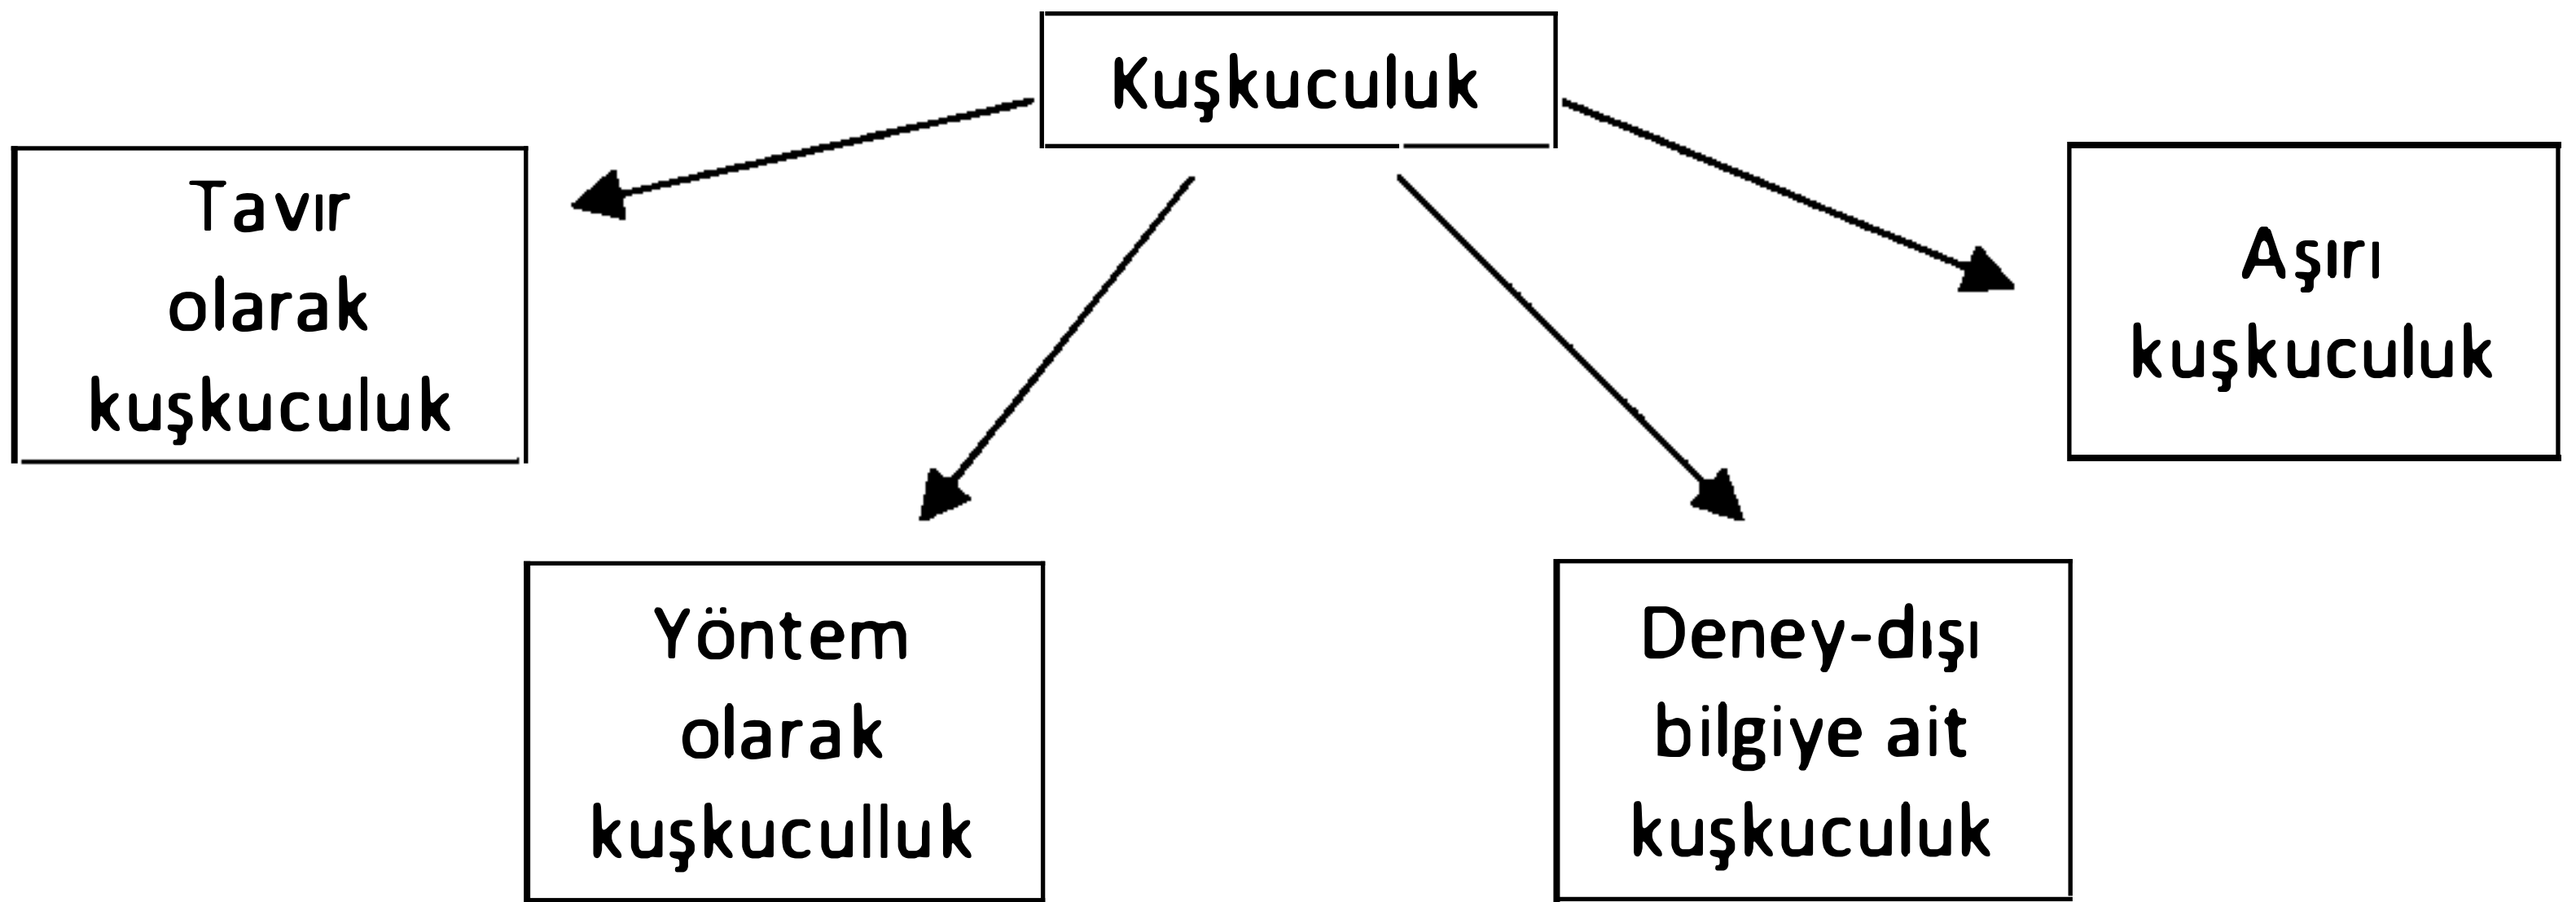 Kuşkuculuk
Tavır
olarak
kuşkuculuk
Aşırı
kuşkuculuk
Yöntem
olarak
kuşkuculluk
Deney-dışı
bilgiye ait
kuşkuculuk